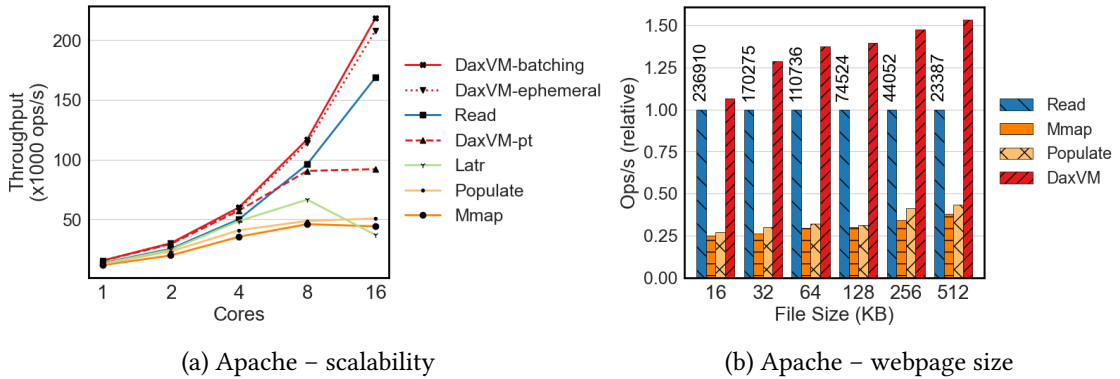 Throughput
(x1000 ops/s)
200
150
100
50
1
2
4
8
16
Cores
DaxVM-batching
DaxVM-ephemeral
Read
DaxVM-pt
Latr
Populate
Mmap
(a) Apache – scalability
Ops/s (relative)
1.50
1.25
1.00
0.75
0.50
0.25
0.00
236910
170275
110736
74524
44052
23387
16
32
64
128
256
512
File Size (KB)
Read
Mmap
Populate
DaxVM
(b) Apache – webpage size